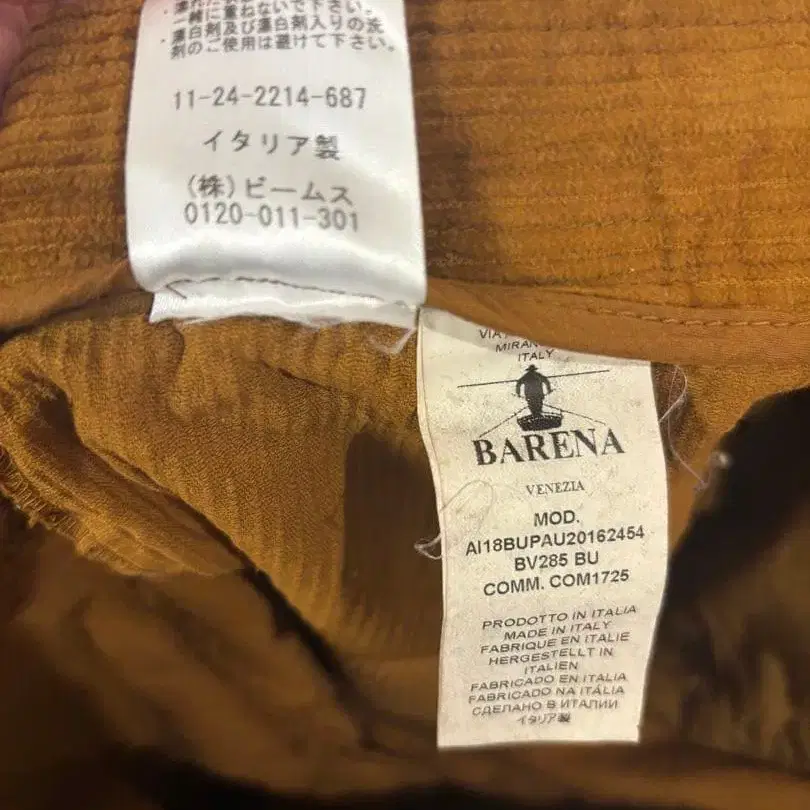 一緒に重ねないで下さい。
・漂白剤及び漂白剤入りの洗
剤のご使用は避けて下さい。
11-24-2214-687
イタリア製
(株)ビームス
0120-011-301
VIA
MIRAN
ITALY
BARENA
VENEZIA
MOD.
AI18BUPAU20162454
BV285 BU
COMM. COM1725
PRODOTTO IN ITALIA
MADE IN ITALY
FABRIQUE EN ITALIE
HERGESTELLT IN
ITALIEN
FABRICADO EN ITALIA
FABRICADO NA ITÁLIA
СДЕЛАНО В ИТАЛИИ
イタリア製